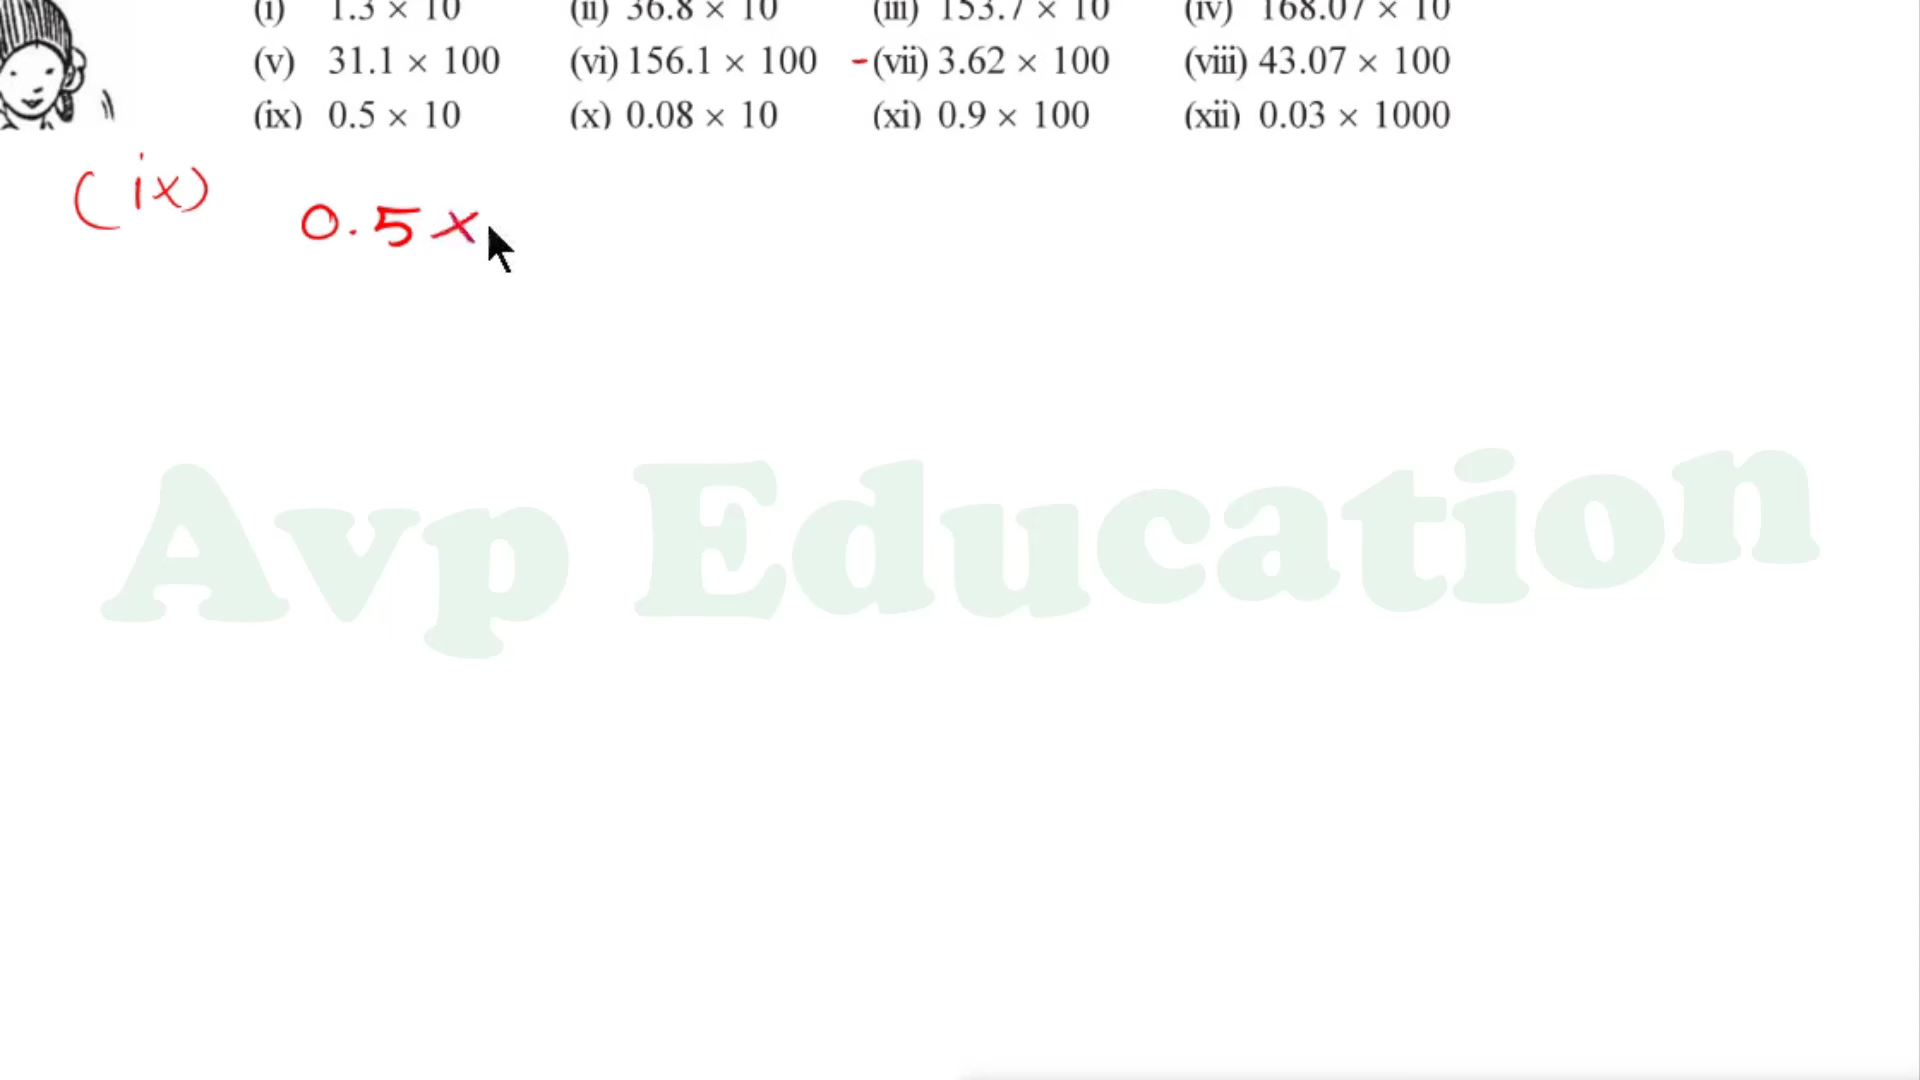 (i) 1.3 × 10 (ii) 36.8 × 10 (iii) 153.7 × 10 (iv) 168.07 × 10
(v) 31.1 × 100 (vi) 156.1 × 100 -(vii) 3.62 × 100 (viii) 43.07 × 100
(ix) 0.5 × 10 (x) 0.08 × 10 (xi) 0.9 × 100 (xii) 0.03 × 1000
(ix) 0.5 ×
Avp Education